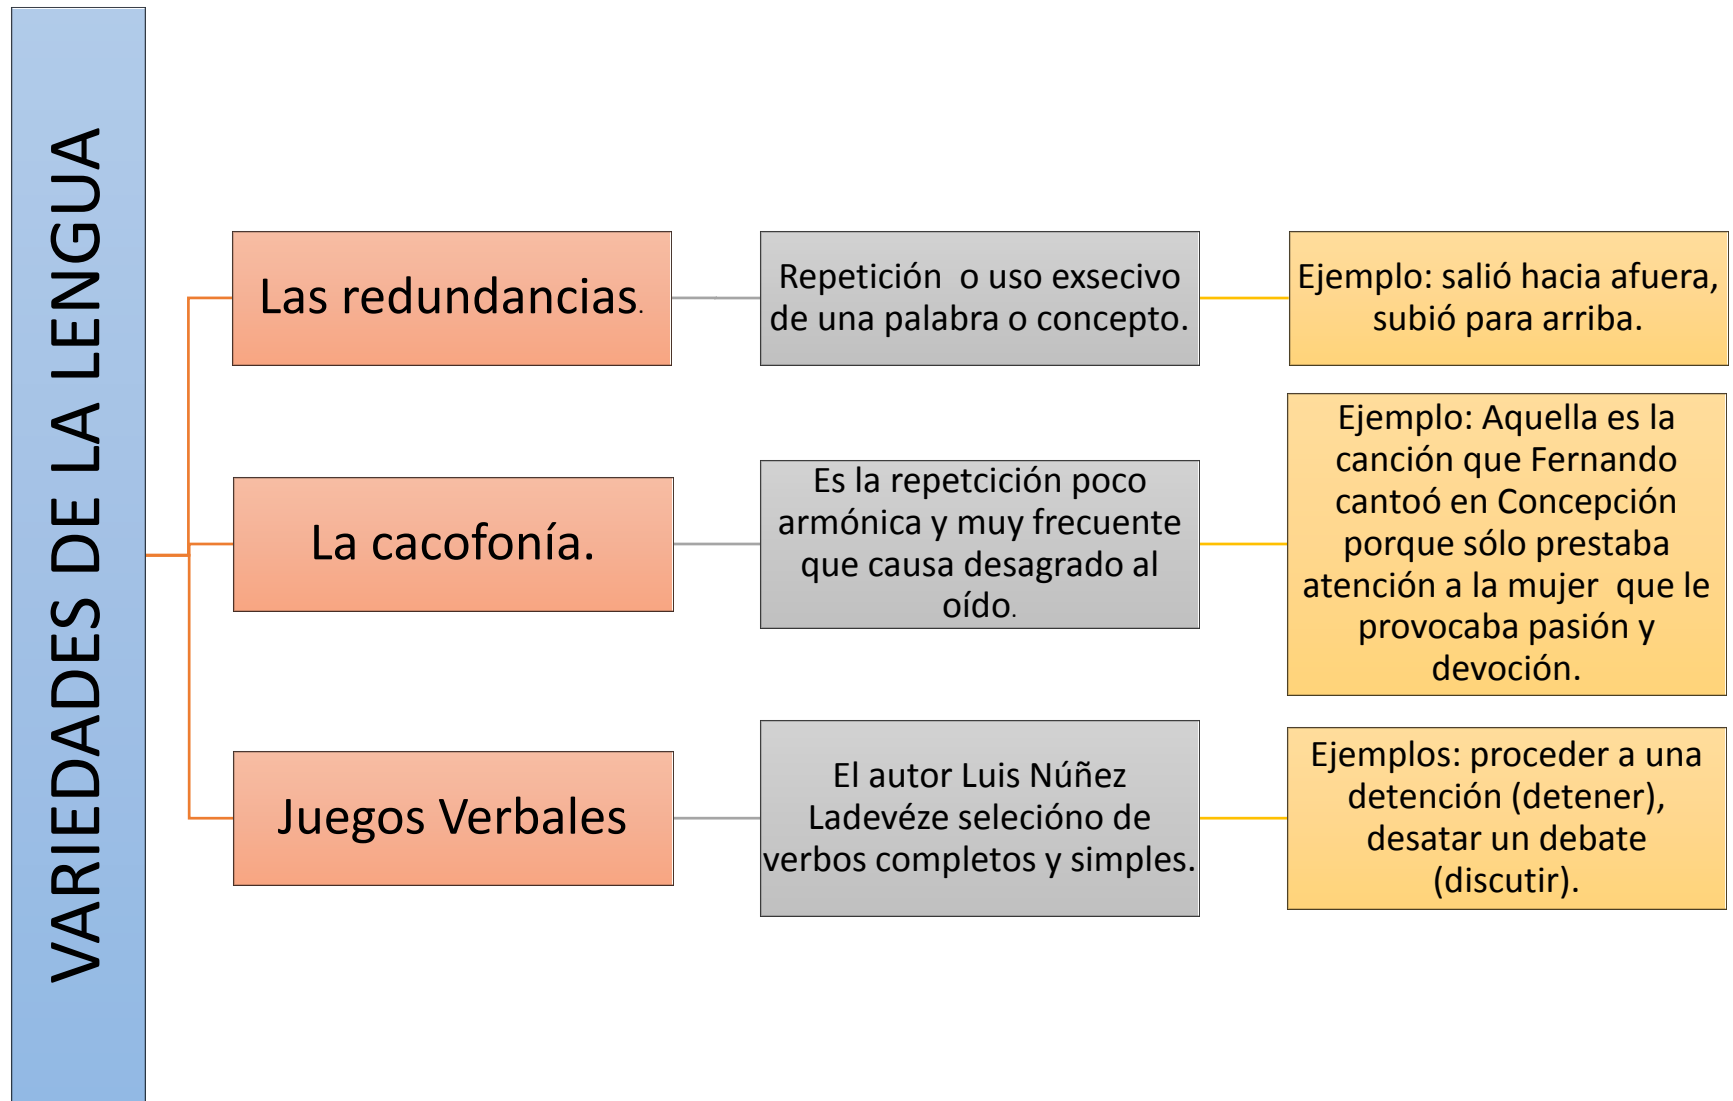 VARIEDADES DE LA LENGUA
Las redundancias.
Repetición o uso exsecivo
de una palabra o concepto.
Ejemplo: salió hacia afuera,
subió para arriba.
La cacofonía.
Es la repetcición poco
armónica y muy frecuente
que causa desagrado al
oído.
Ejemplo: Aquella es la
canción que Fernando
cantoó en Concepción
porque sólo prestaba
atención a la mujer que le
provocaba pasión y
devoción.
Juegos Verbales
El autor Luis Núñez
Ladevéze selecióno de
verbos completos y simples.
Ejemplos: proceder a una
detención (detener),
desatar un debate
(discutir).